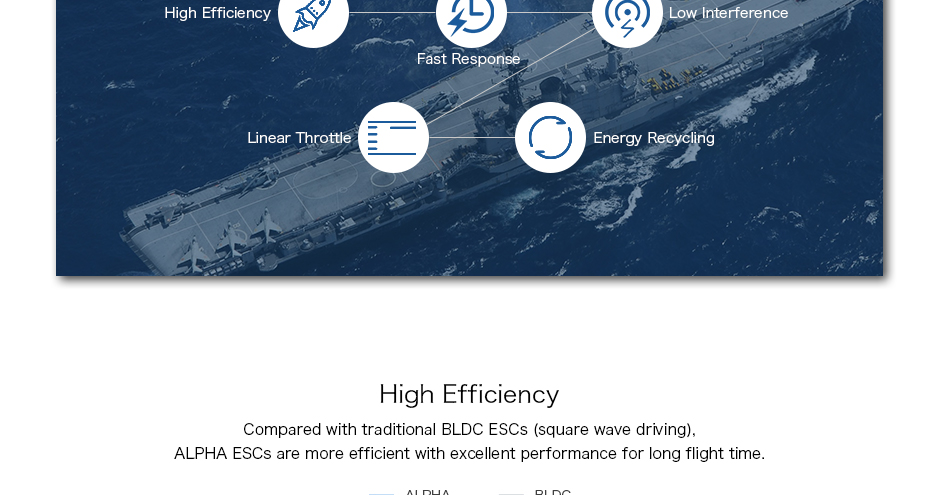 High Efficiency
Low Interference
Fast Response
Linear Throttle
Energy Recycling
High Efficiency
Compared with traditional BLDC ESCs (square wave driving),
ALPHA ESCs are more efficient with excellent performance for long flight time.
ALPHA BLDC